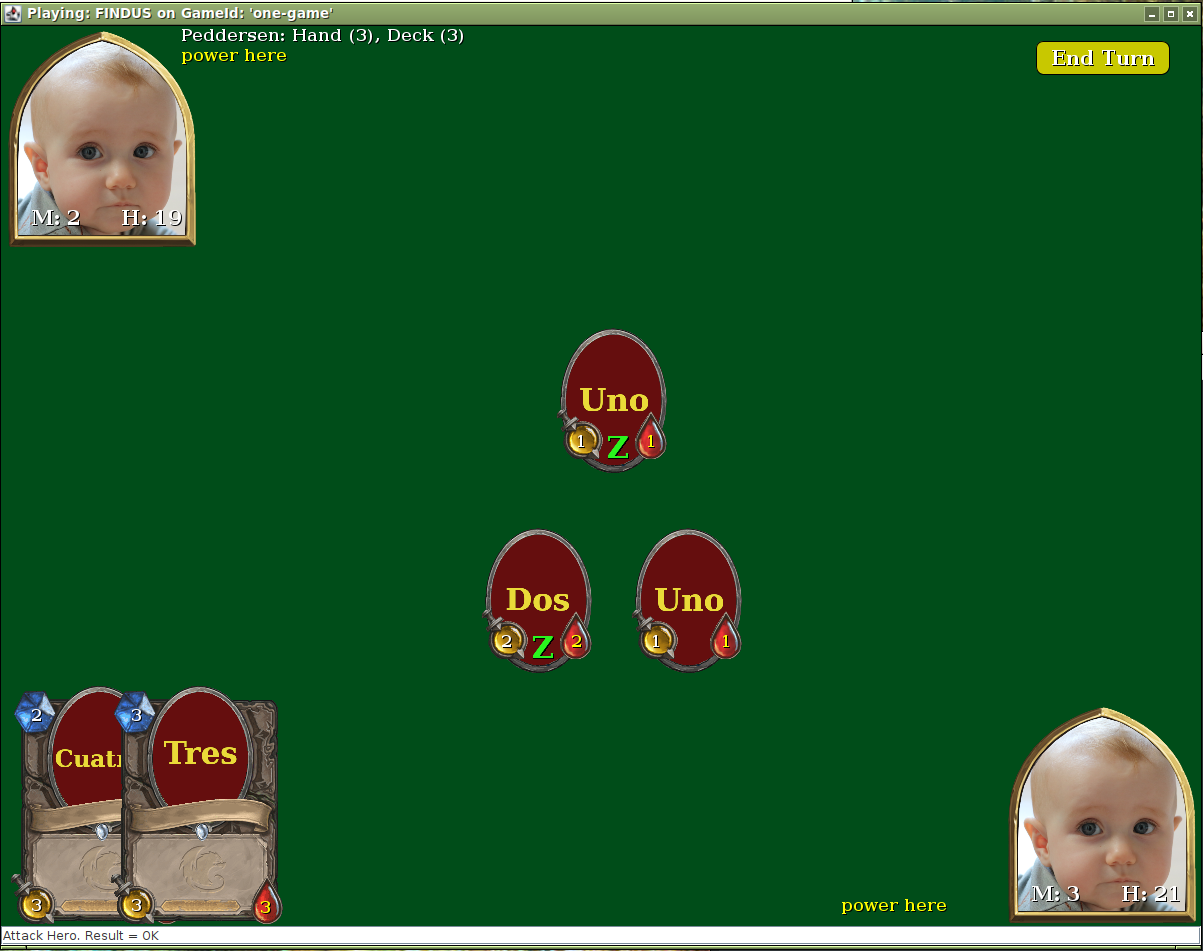 Playing: FINDUS on GameId: 'one-game'
Peddersen: Hand (3), Deck (3)
power here
End Turn
M: 2 H: 19
Uno
1 Z 1
Dos Uno
2 Z 2 1 1
2 3
Cuatr Tres
3 3 3
M: 3 H: 21
power here
Attack Hero. Result = OK